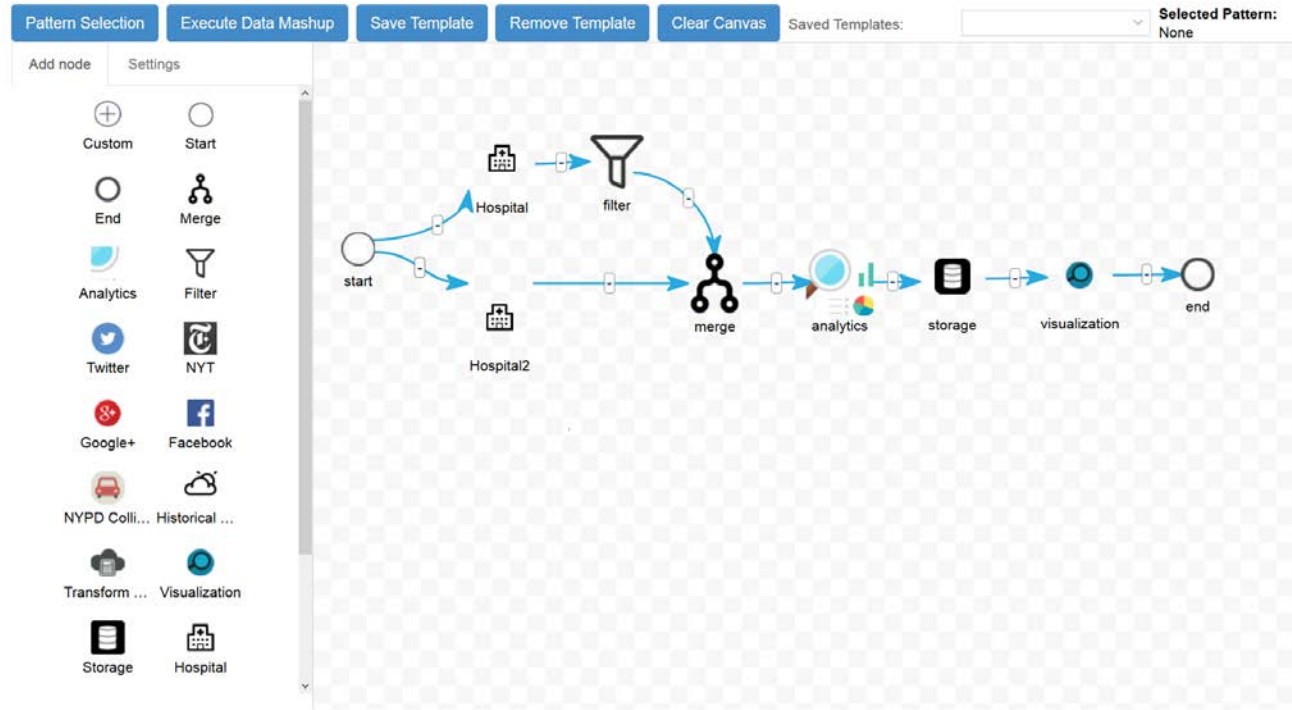 Pattern Selection Execute Data Mashup Save Template Remove Template Clear Canvas Saved Templates: Selected Pattern:
None
Add node Settings
Custom Start
End Merge
Analytics Filter
Twitter NYT
Google+ Facebook
NYPD Colli... Historical ...
Transform ... Visualization
Storage Hospital
Hospital filter
start
Hospital2
merge analytics storage visualization end